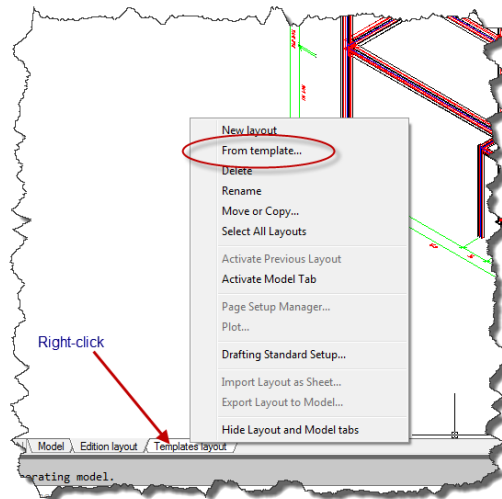 New layout
From template...
Delete
Rename
Move or Copy...
Select All Layouts
Activate Previous Layout
Activate Model Tab
Page Setup Manager...
Plot...
Drafting Standard Setup...
Import Layout as Sheet...
Export Layout to Model...
Hide Layout and Model tabs
Right-click
Model
Edition layout
Templates layout
erating model.